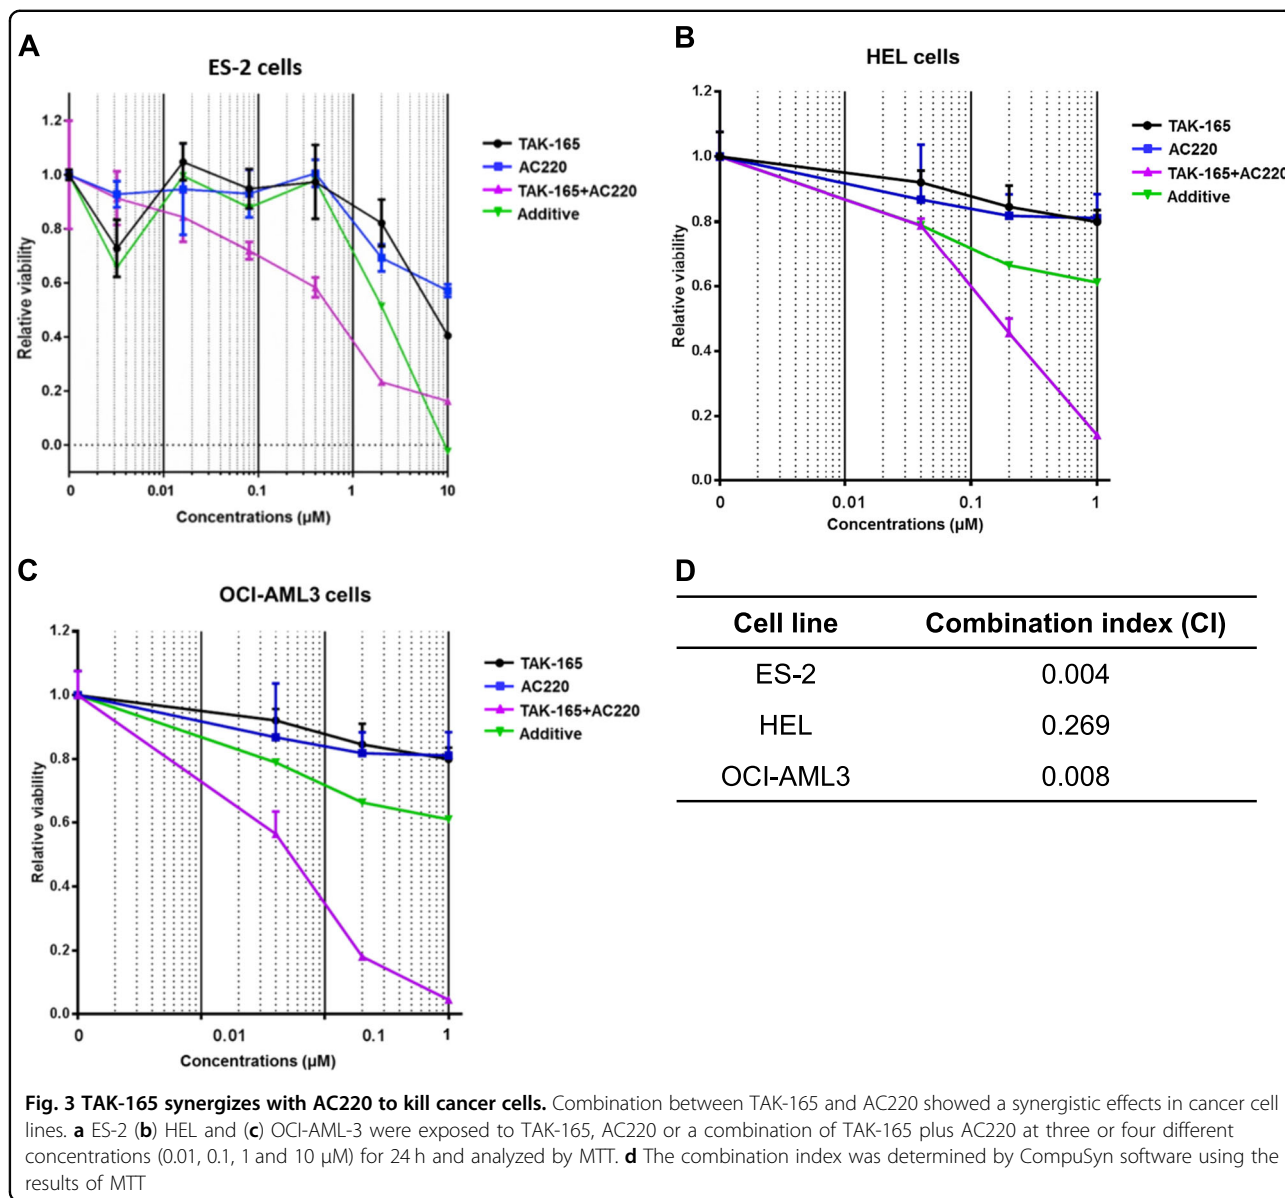 A
ES-2 cells
1.2
1.0
0.8
0.6
0.4
0.2
0.0
Relative viability
0 0.01 0.1 1 10
Concentrations (µM)
TAK-165
AC220
TAK-165+AC220
Additive
B
HEL cells
1.2
1.0
0.8
0.6
0.4
0.2
0.0
Relative viability
0 0.01 0.1 1
Concentrations (µM)
TAK-165
AC220
TAK-165+AC220
Additive
C
OCI-AML3 cells
1.2
1.0
0.8
0.6
0.4
0.2
0.0
Relative viability
0 0.01 0.1 1
Concentrations (µM)
TAK-165
AC220
TAK-165+AC220
Additive
D
Cell line Combination index (CI)
ES-2 0.004
HEL 0.269
OCI-AML3 0.008
Fig. 3 TAK-165 synergizes with AC220 to kill cancer cells. Combination between TAK-165 and AC220 showed a synergistic effects in cancer cell
lines. a ES-2 (b) HEL and (c) OCI-AML-3 were exposed to TAK-165, AC220 or a combination of TAK-165 plus AC220 at three or four different
concentrations (0.01, 0.1, 1 and 10 µM) for 24 h and analyzed by MTT. d The combination index was determined by CompuSyn software using the
results of MTT